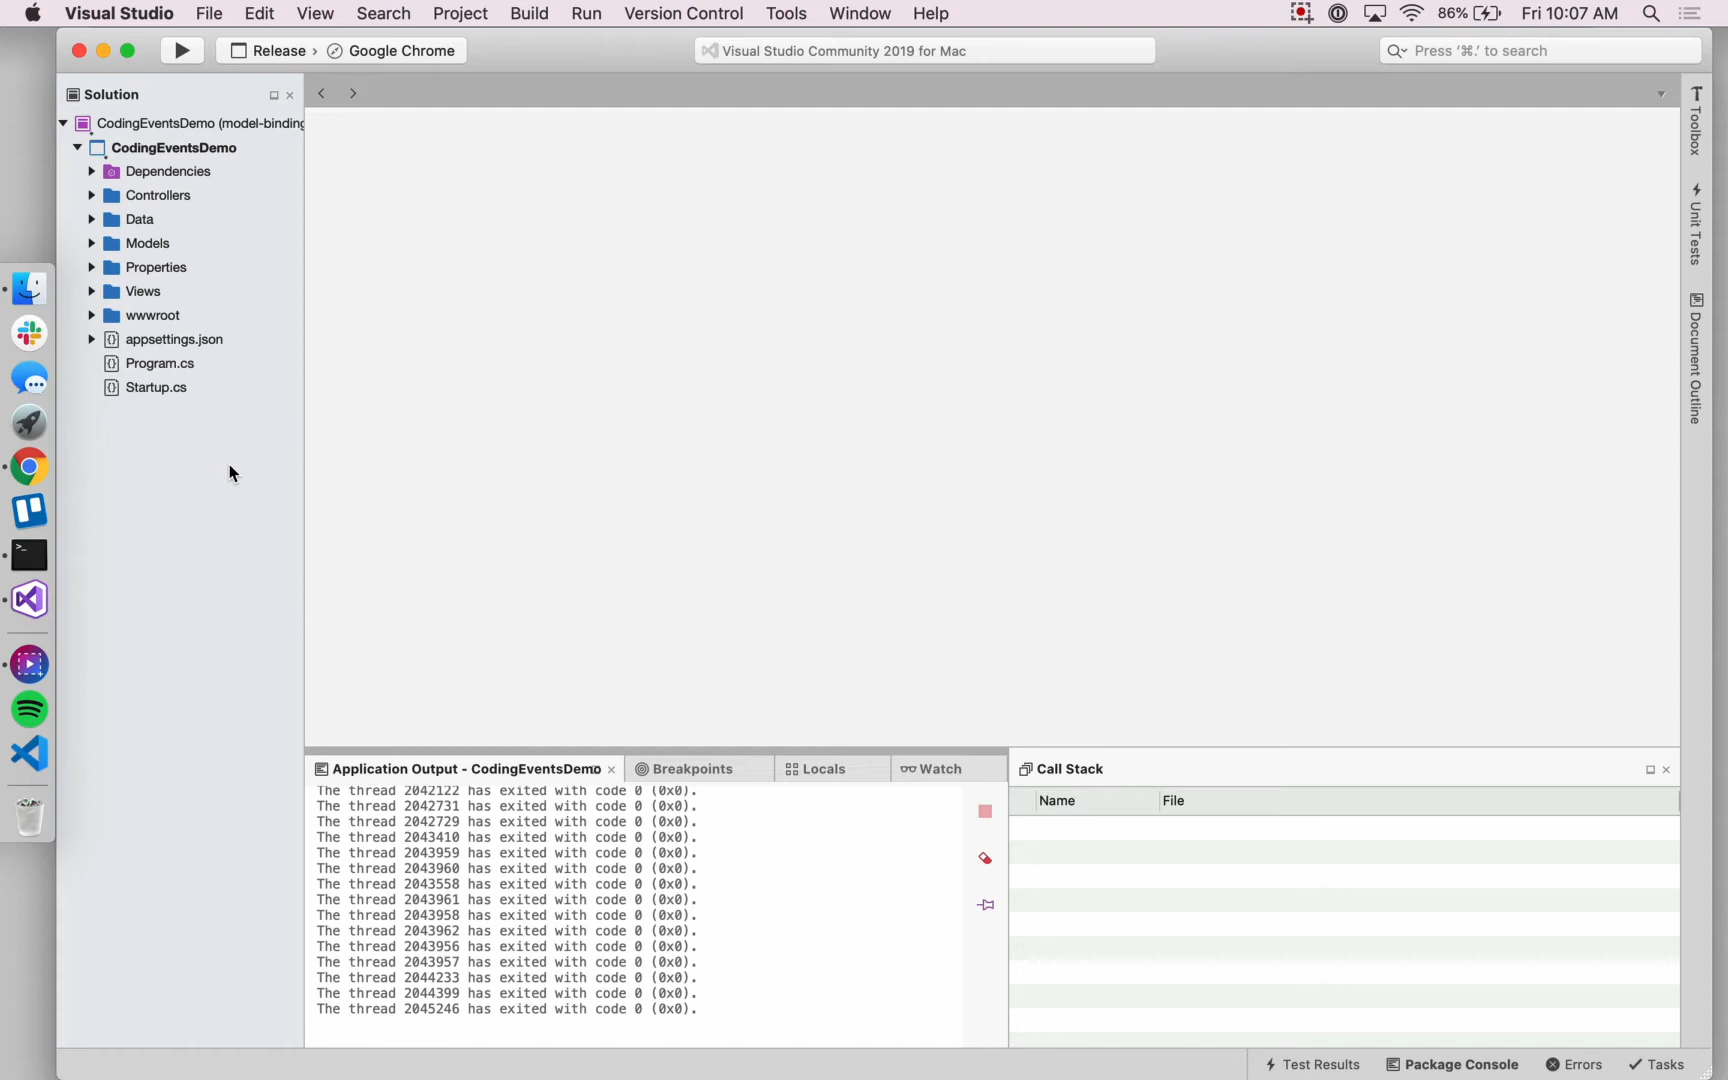 Visual Studio File Edit View Search Project Build Run Version Control Tools Window Help 86% Fri 10:07 AM
Release › Google Chrome
Visual Studio Community 2019 for Mac
Press ‘⌘.’ to search
Solution
CodingEventsDemo (model-binding
CodingEventsDemo
Dependencies
Controllers
Data
Models
Properties
Views
wwwroot
appsettings.json
Program.cs
Startup.cs
Toolbox
Unit Tests
Document Outline
Application Output - CodingEventsDemo
Breakpoints
Locals
Watch
The thread 2042122 has exited with code 0 (0x0).
The thread 2042731 has exited with code 0 (0x0).
The thread 2042729 has exited with code 0 (0x0).
The thread 2043410 has exited with code 0 (0x0).
The thread 2043959 has exited with code 0 (0x0).
The thread 2043960 has exited with code 0 (0x0).
The thread 2043558 has exited with code 0 (0x0).
The thread 2043961 has exited with code 0 (0x0).
The thread 2043958 has exited with code 0 (0x0).
The thread 2043962 has exited with code 0 (0x0).
The thread 2043956 has exited with code 0 (0x0).
The thread 2043957 has exited with code 0 (0x0).
The thread 2044233 has exited with code 0 (0x0).
The thread 2044399 has exited with code 0 (0x0).
The thread 2045246 has exited with code 0 (0x0).
Call Stack
Name File
Test Results Package Console Errors Tasks